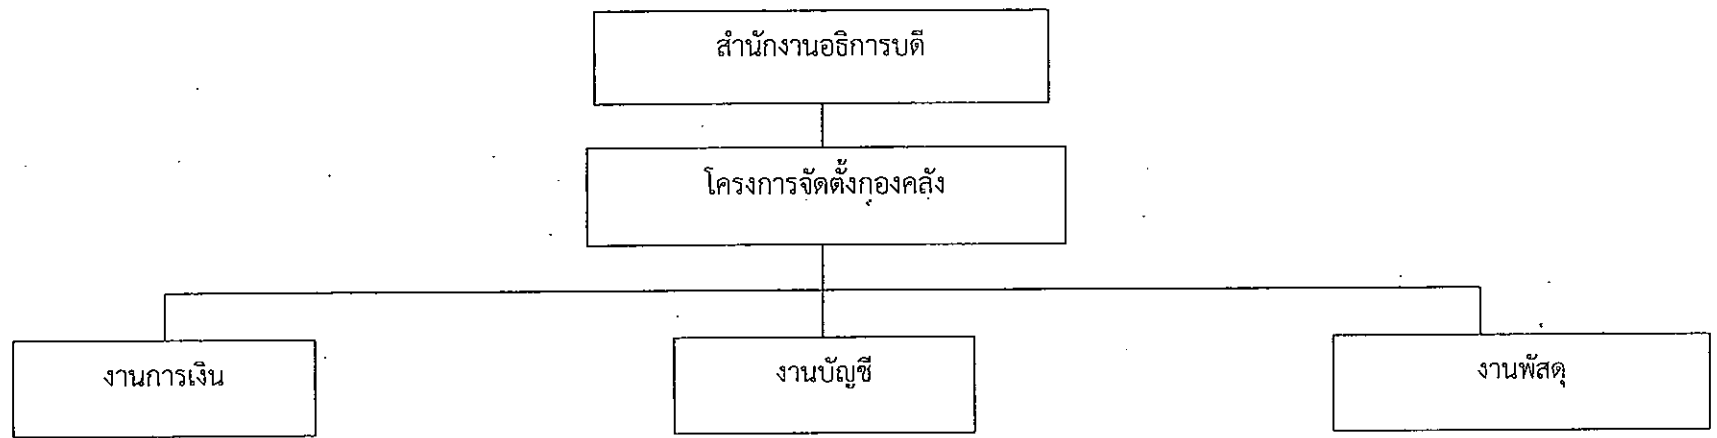 สำนักงานอธิการบดี
โครงการจัดตั้งกองคลัง
งานการเงิน
งานบัญชี
งานพัสดุ